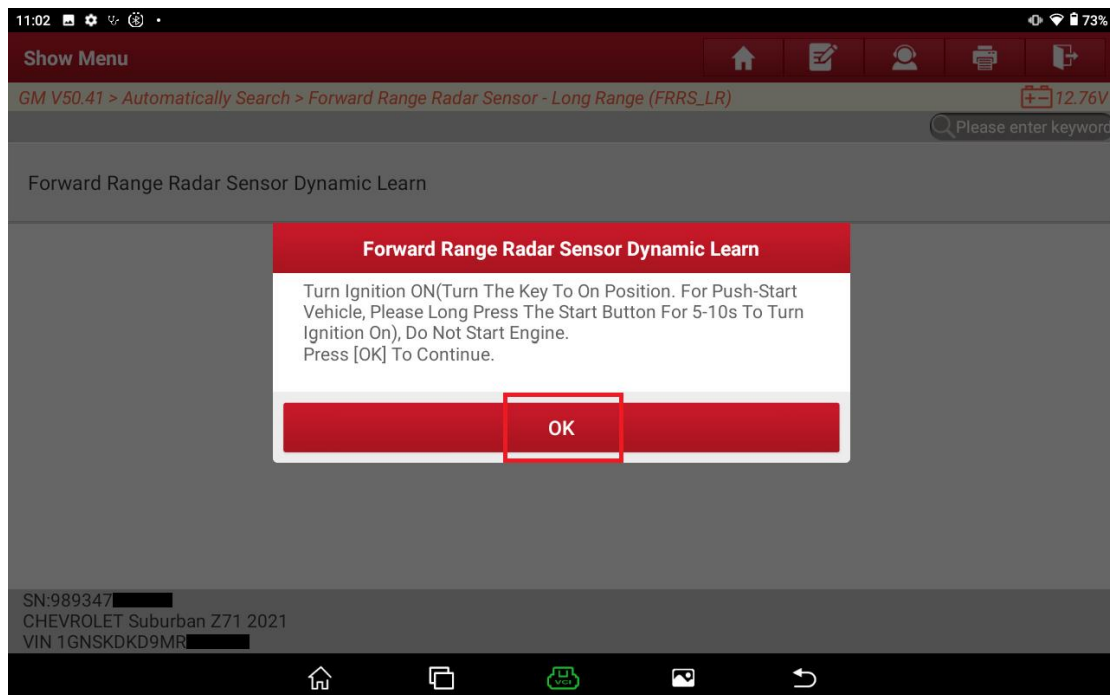 11:02 73%
Show Menu
GM V50.41 > Automatically Search > Forward Range Radar Sensor - Long Range (FRRS_LR) 12.76V
Please enter keyword
Forward Range Radar Sensor Dynamic Learn
Forward Range Radar Sensor Dynamic Learn
Turn Ignition ON(Turn The Key To On Position. For Push-Start
Vehicle, Please Long Press The Start Button For 5-10s To Turn
Ignition On), Do Not Start Engine.
Press [OK] To Continue.
OK
SN:989347
CHEVROLET Suburban Z71 2021
VIN 1GNSKDKD9MR
VCI